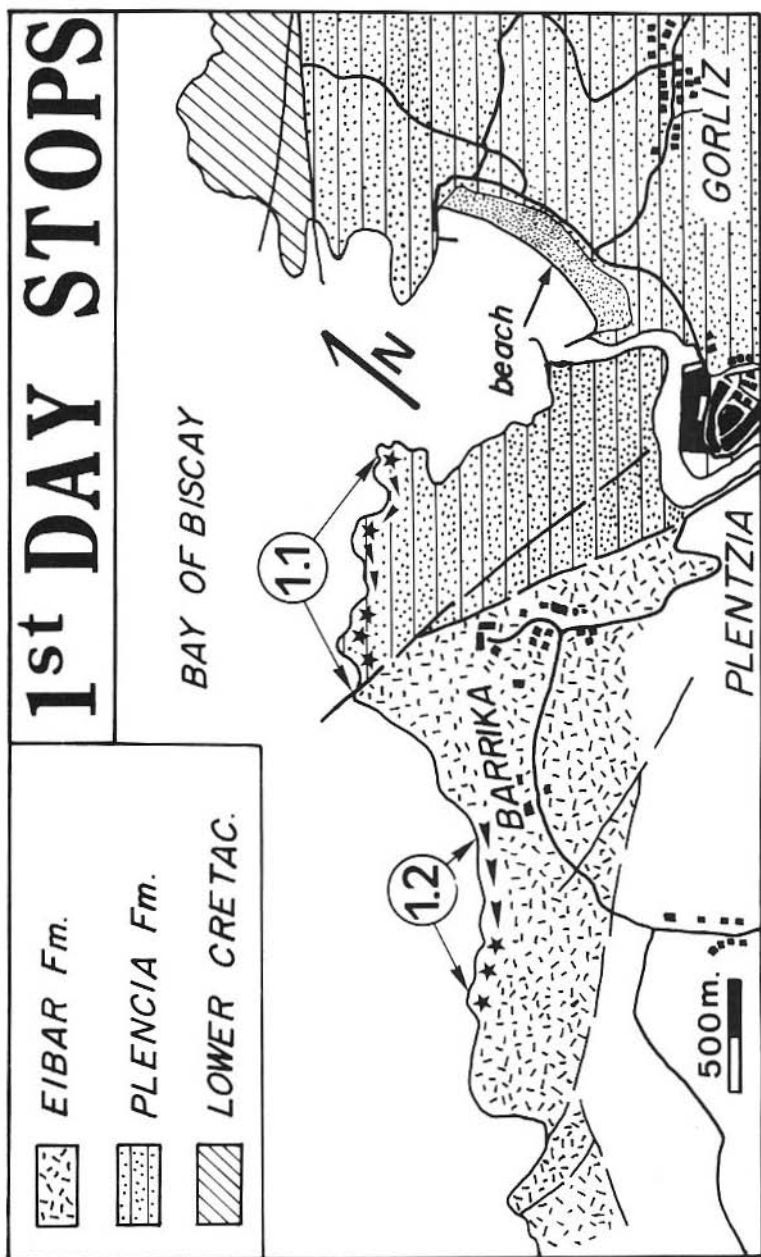 1st DAY STOPS
EIBAR Fm.
PLENCIA Fm.
LOWER CRETAC.
BAY OF BISCAY
1.1
1.2
N
beach
BARRIKA
GORLIZ
PLENTZIA
500m.